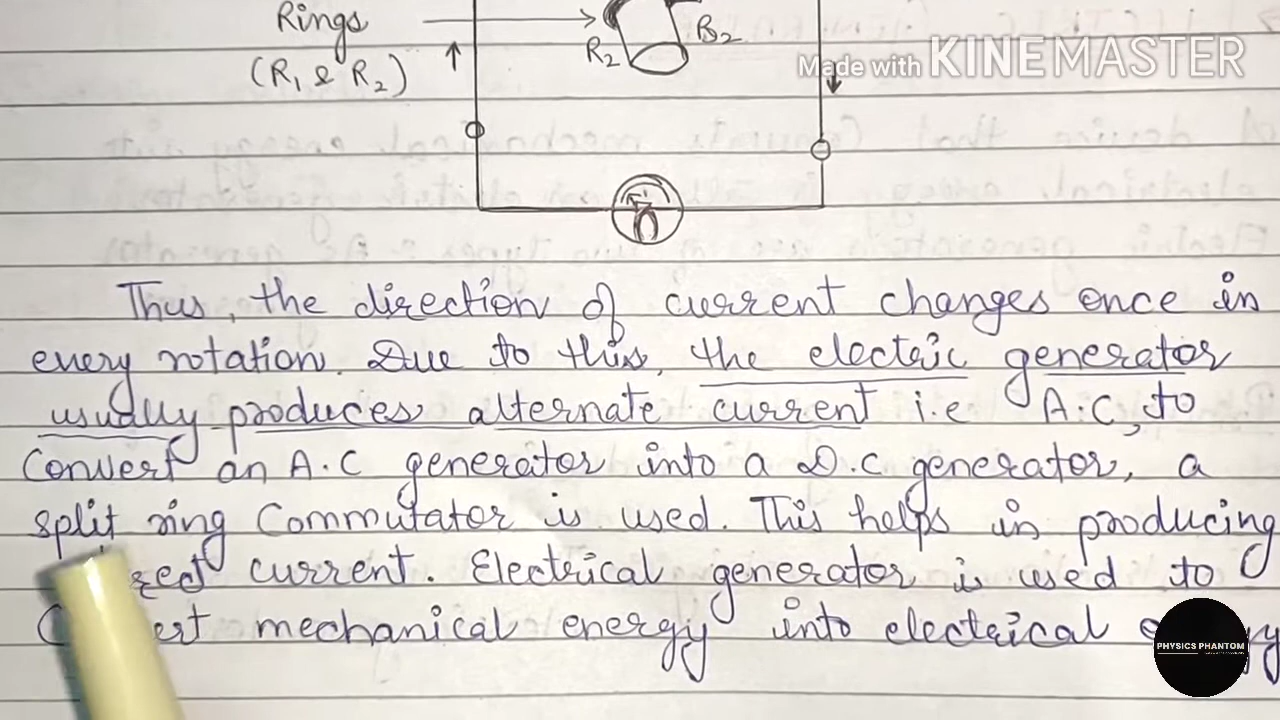 Rings
(R1 & R2)
R2
B2
Made with KINEMASTER
Thus, the direction of current changes once in
every rotation. Due to this, the electric generator
usually produces alternate current i.e A.C, to
Convert an A.C generator into a D.C generator, a
split ring Commutator is used. This helps in producing
current. Electrical generator is used to
mechanical energy into electrical
PHYSICS PHANTOM